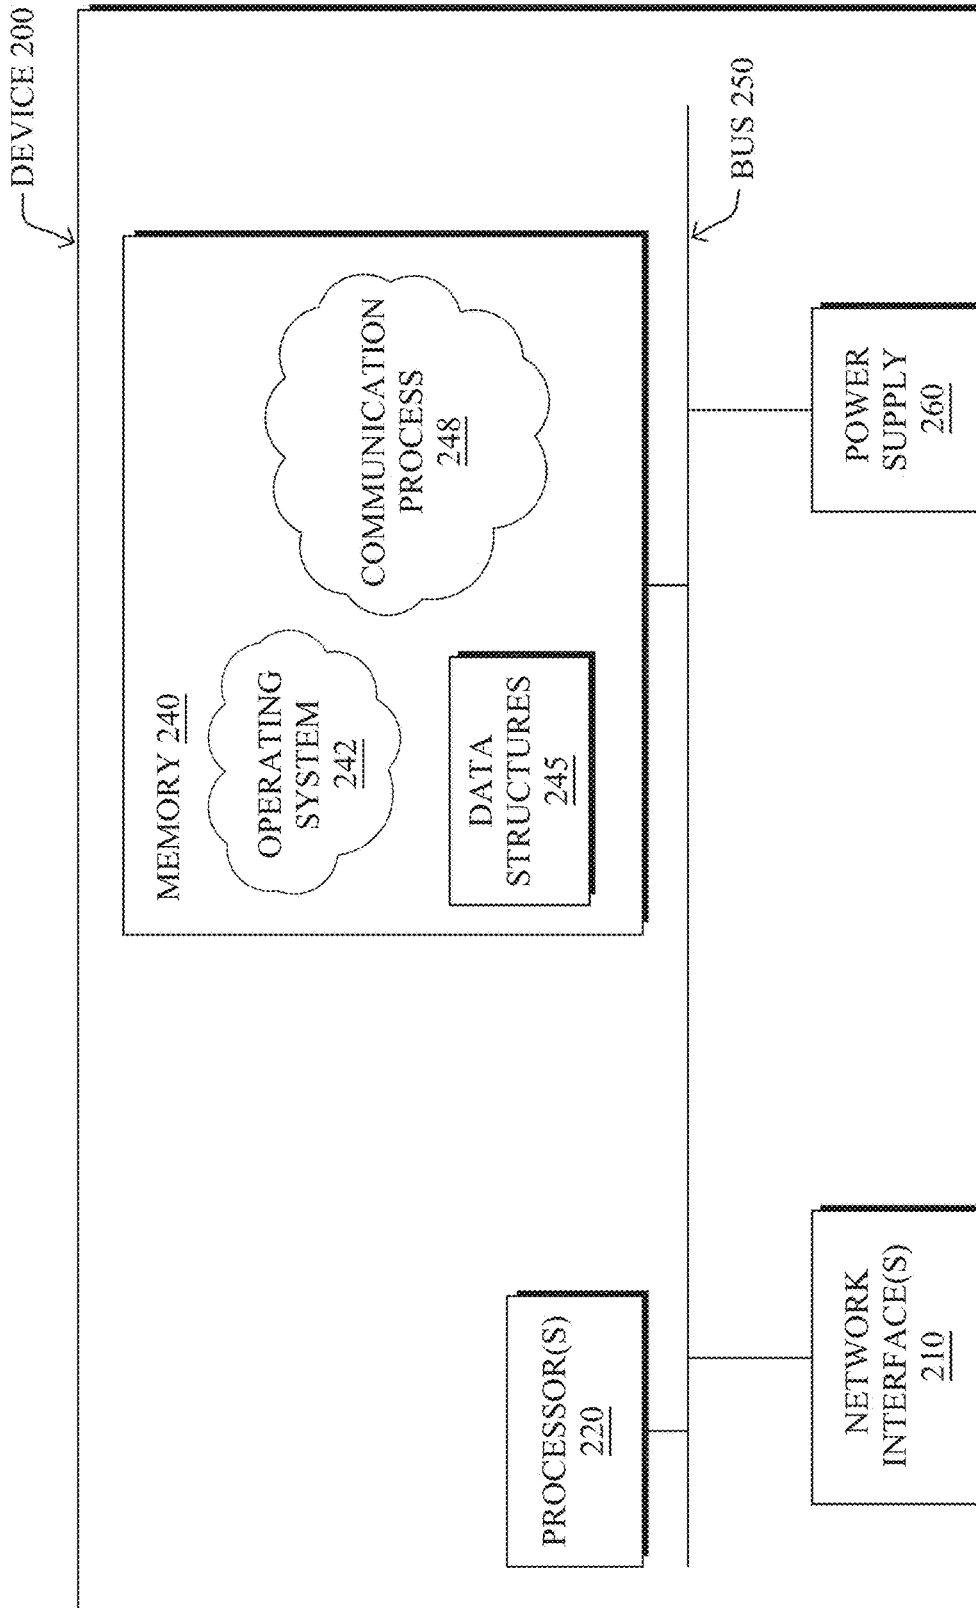 DEVICE 200
MEMORY 240
OPERATING
SYSTEM
242
COMMUNICATION
PROCESS
248
DATA
STRUCTURES
245
PROCESSOR(S)
220
BUS 250
NETWORK
INTERFACE(S)
210
POWER
SUPPLY
260